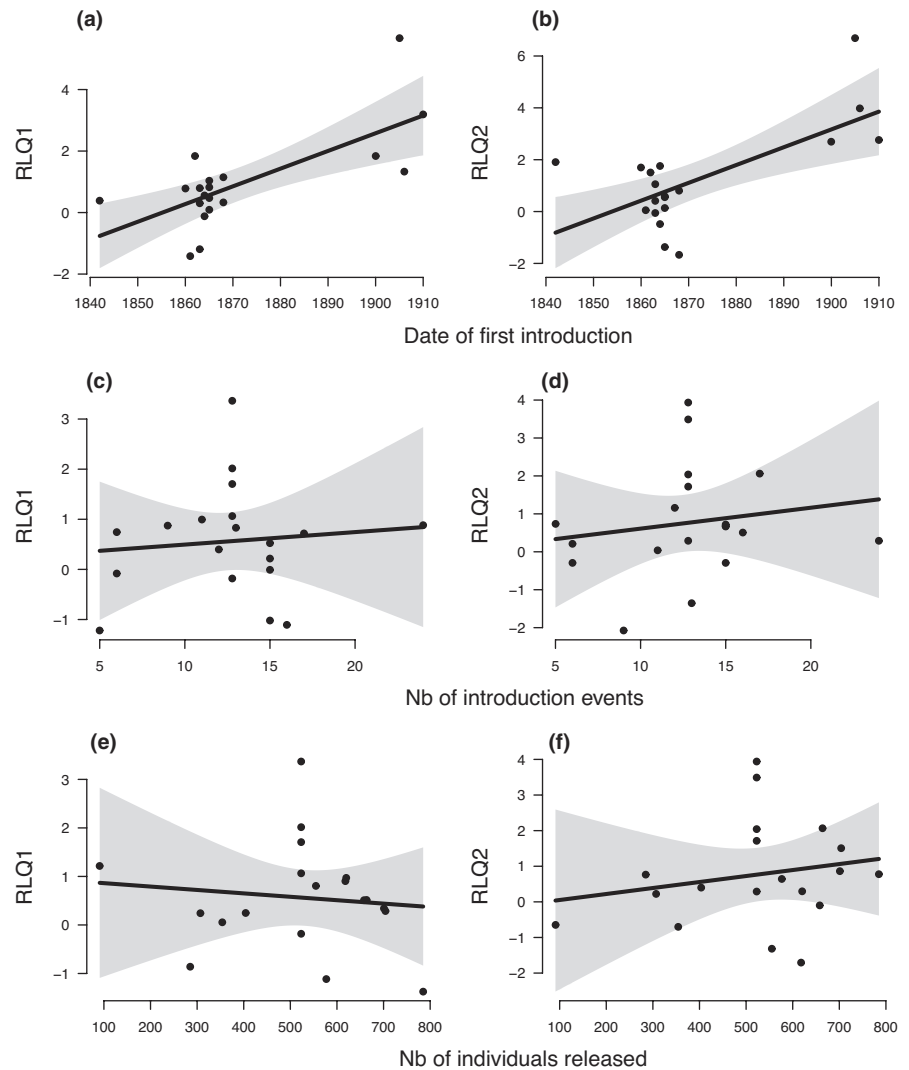 (a) (b)
RLQ1
4
2
0
−2
1840 1850 1860 1870 1880 1890 1900 1910
RLQ2
6
4
2
0
−2
1840 1850 1860 1870 1880 1890 1900 1910
Date of first introduction
(c) (d)
RLQ1
3
2
1
0
−1
5 10 15 20
RLQ2
4
3
2
1
0
−1
−2
5 10 15 20
Nb of introduction events
(e) (f)
RLQ1
3
2
1
0
−1
100 200 300 400 500 600 700 800
RLQ2
4
3
2
1
0
−1
−2
100 200 300 400 500 600 700 800
Nb of individuals released